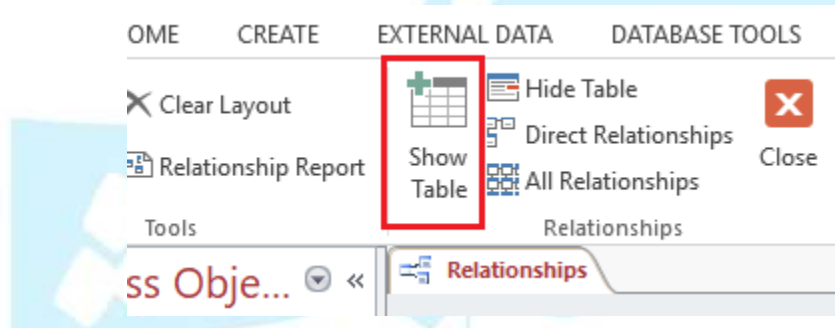 OME CREATE EXTERNAL DATA DATABASE TOOLS
Clear Layout
Relationship Report
Tools
Show
Table
Hide Table
Direct Relationships
All Relationships
Close
Relationships
ss Obje...
Relationships